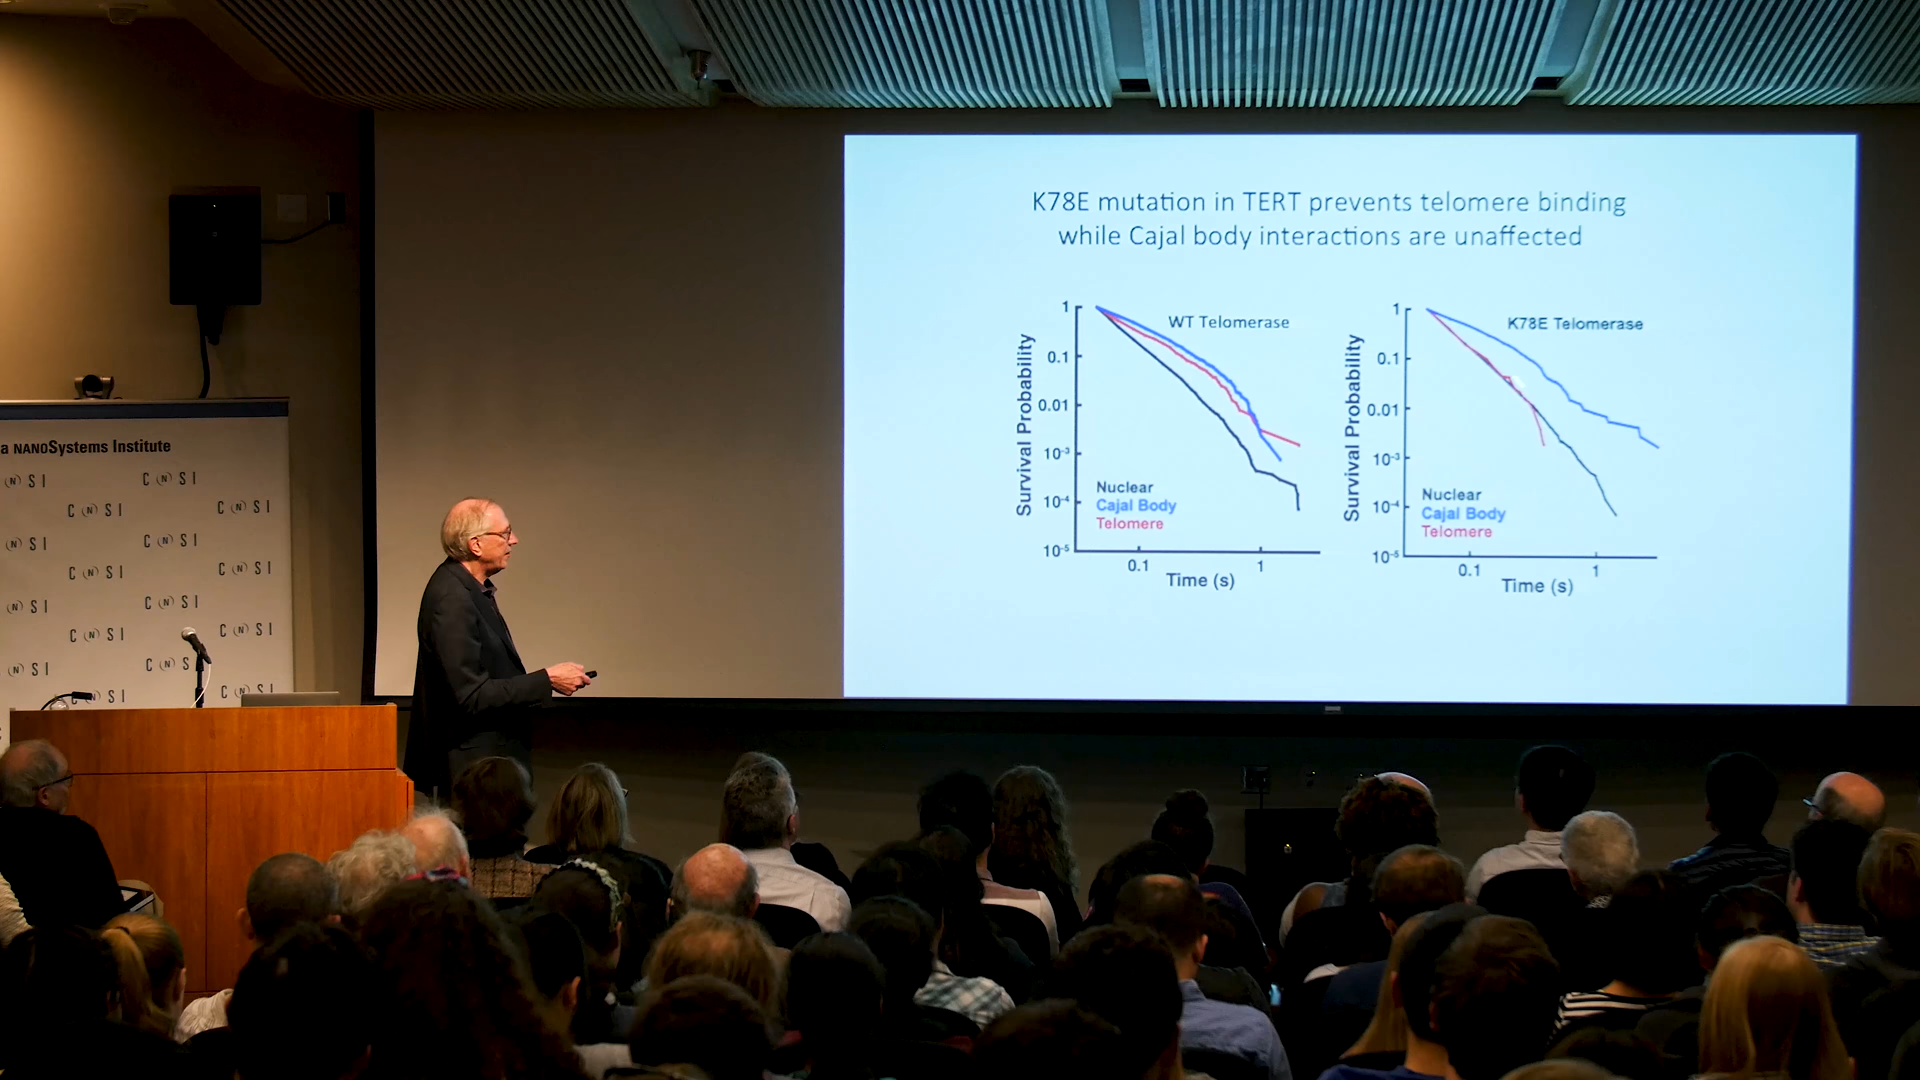 K78E mutation in TERT prevents telomere binding
while Cajal body interactions are unaffected
WT Telomerase
Survival Probability
1
0.1
0.01
10⁻³
10⁻⁴
10⁻⁵
Nuclear
Cajal Body
Telomere
0.1 1
Time (s)
K78E Telomerase
Survival Probability
1
0.1
0.01
10⁻³
10⁻⁴
10⁻⁵
Nuclear
Cajal Body
Telomere
0.1 1
Time (s)
a NANOSystems Institute
(N) S I C (N) S I
C (N) S I C (N) S I
(N) S I C (N) S I
C (N) S I C (N) S I
(N) S I C (N) S I
C (N) S I C (N) S I
(N) S I C (N) S
(N) S I C (N) S I